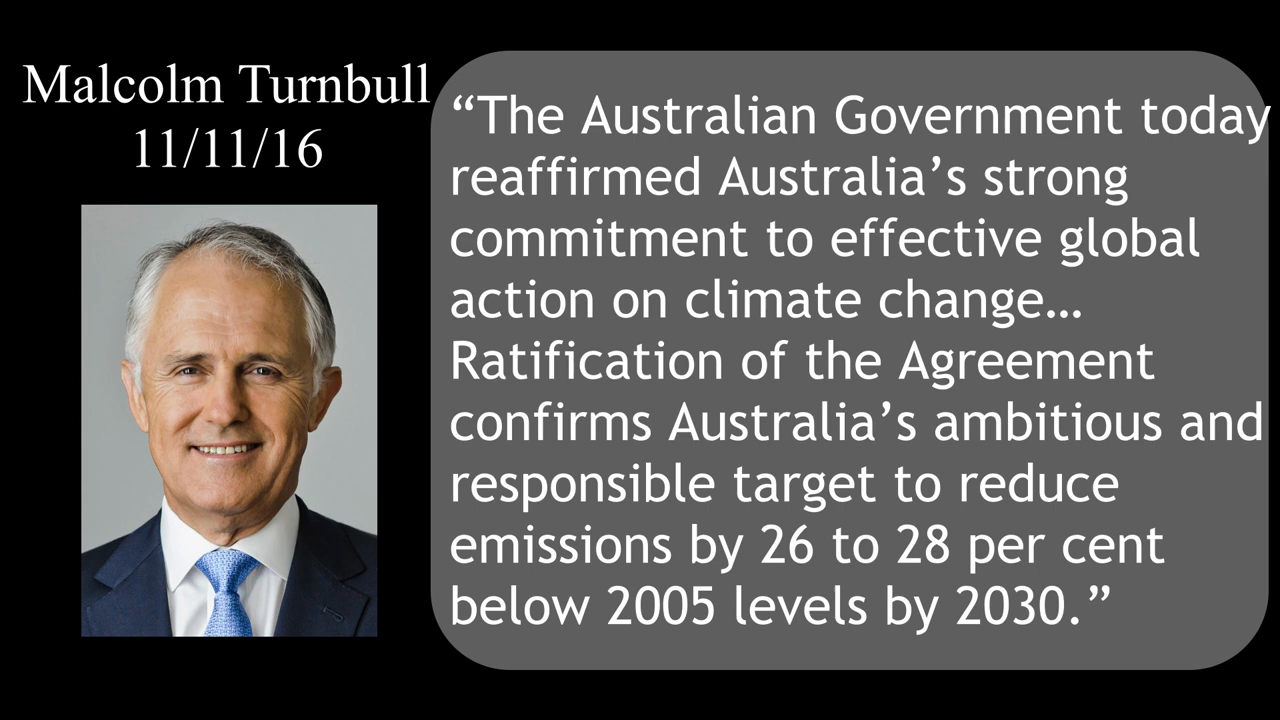 Malcolm Turnbull
11/11/16
“The Australian Government today
reaffirmed Australia’s strong
commitment to effective global
action on climate change…
Ratification of the Agreement
confirms Australia’s ambitious and
responsible target to reduce
emissions by 26 to 28 per cent
below 2005 levels by 2030.”